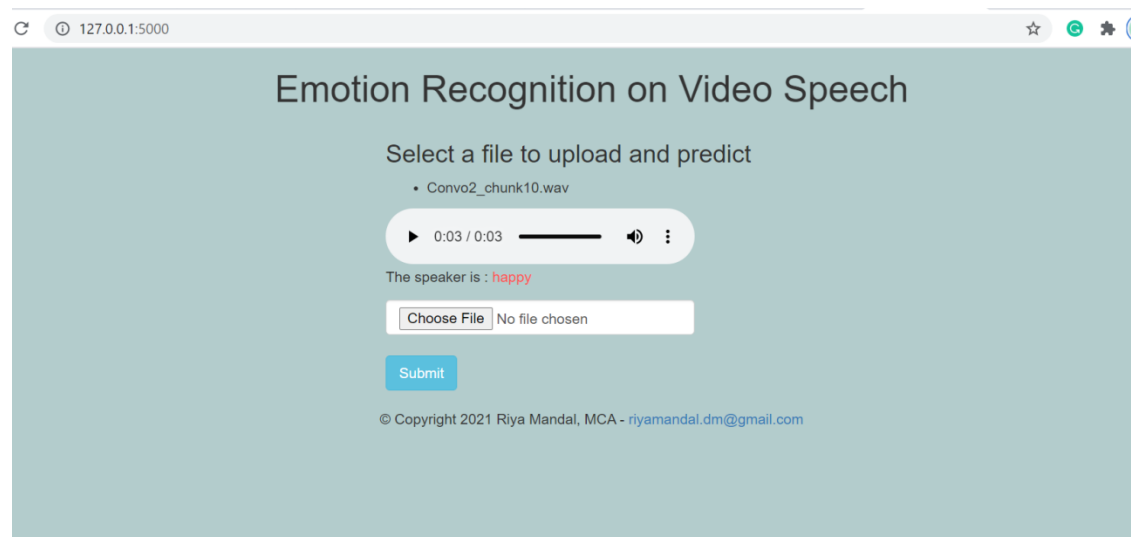 127.0.0.1:5000
Emotion Recognition on Video Speech
Select a file to upload and predict
• Convo2_chunk10.wav
0:03 / 0:03
The speaker is : happy
Choose File No file chosen
Submit
© Copyright 2021 Riya Mandal, MCA - riyamandal.dm@gmail.com